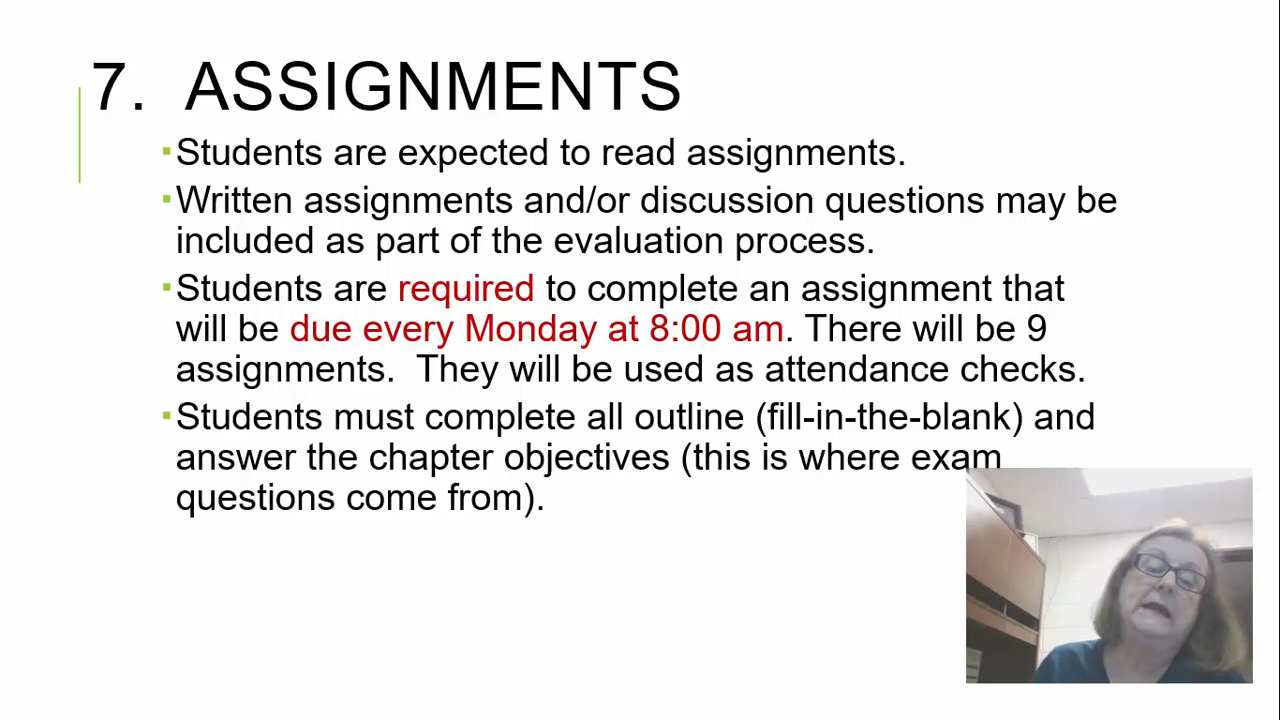 7. ASSIGNMENTS
▪Students are expected to read assignments.
▪Written assignments and/or discussion questions may be
included as part of the evaluation process.
▪Students are required to complete an assignment that
will be due every Monday at 8:00 am. There will be 9
assignments.  They will be used as attendance checks.
▪Students must complete all outline (fill-in-the-blank) and
answer the chapter objectives (this is where exam
questions come from).